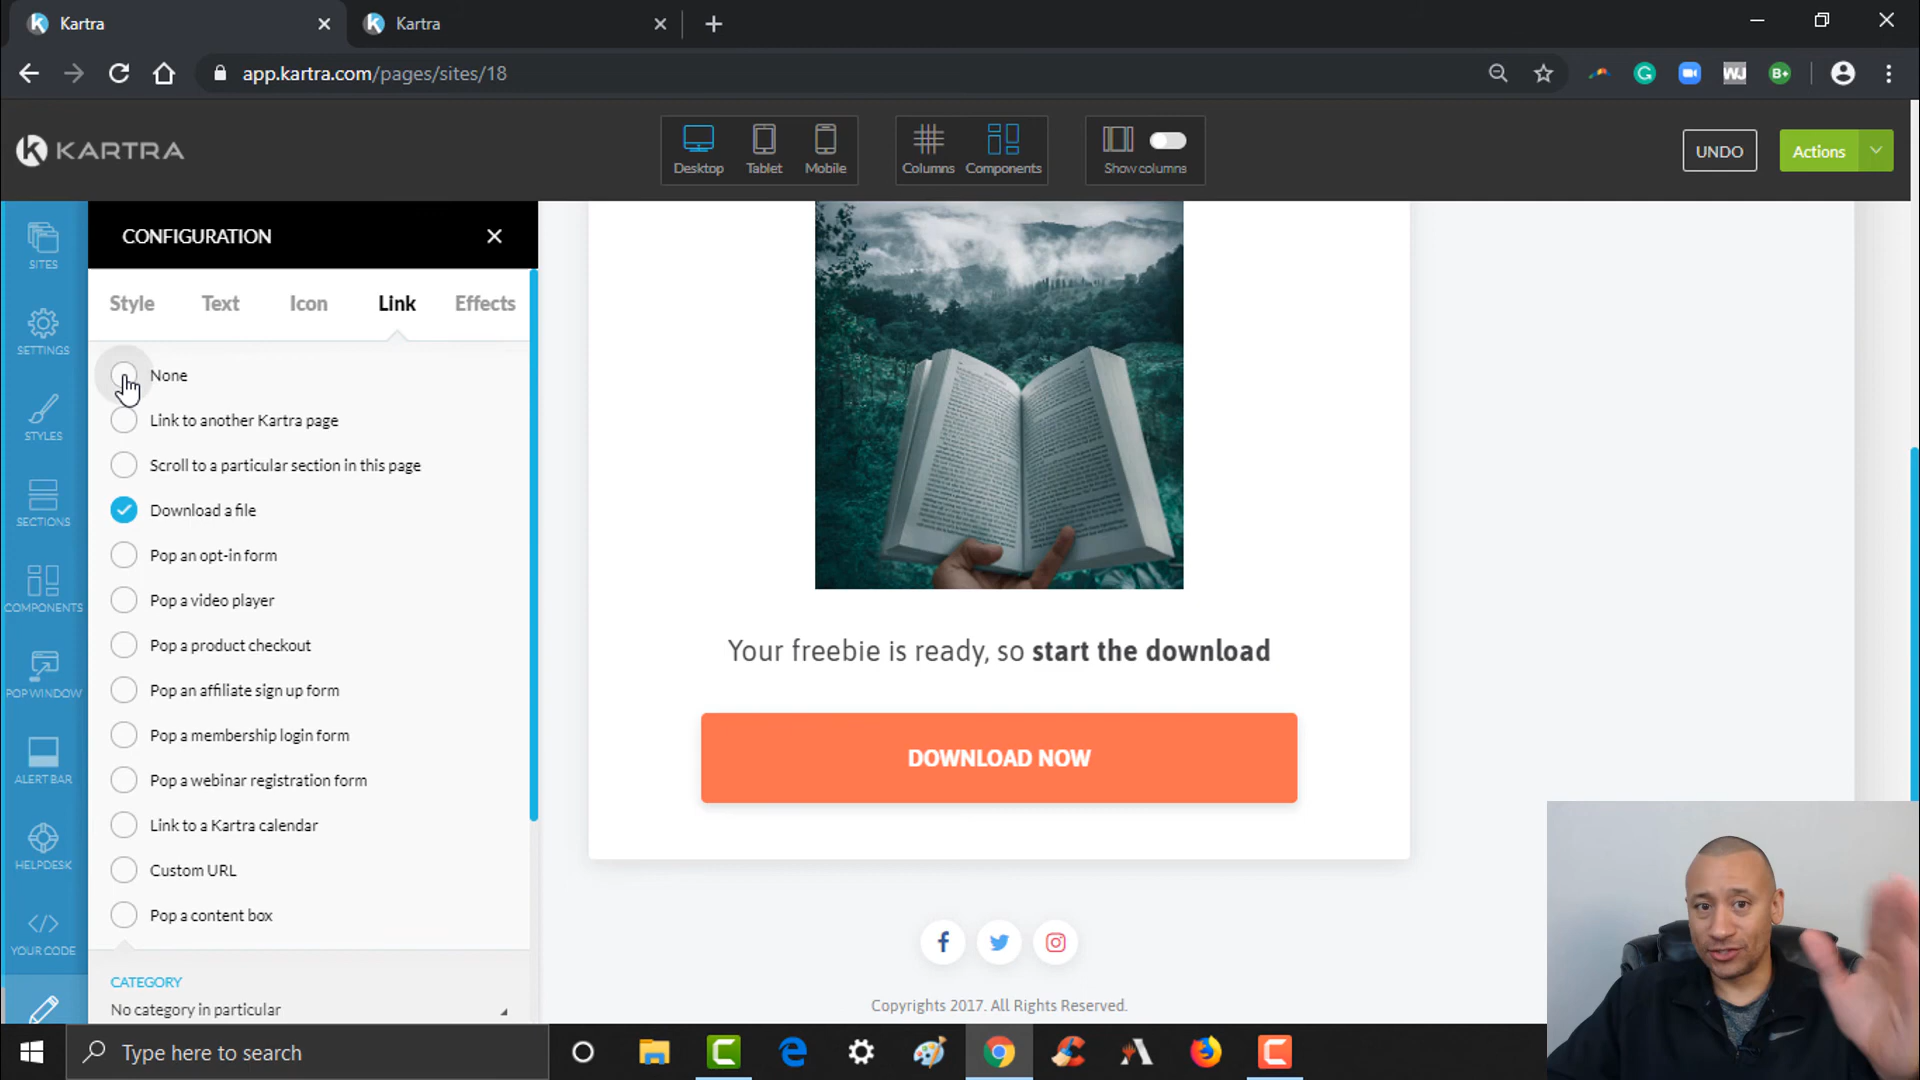 Kartra
Kartra
app.kartra.com/pages/sites/18
WJ
B+
KARTRA
Desktop
Tablet
Mobile
Columns
Components
Show columns
UNDO
Actions
SITES
SETTINGS
STYLES
SECTIONS
COMPONENTS
POP WINDOW
ALERT BAR
HELPDESK
YOUR CODE
CONFIGURATION
Style
Text
Icon
Link
Effects
None
Link to another Kartra page
Scroll to a particular section in this page
Download a file
Pop an opt-in form
Pop a video player
Pop a product checkout
Pop an affiliate sign up form
Pop a membership login form
Pop a webinar registration form
Link to a Kartra calendar
Custom URL
Pop a content box
CATEGORY
No category in particular
Your freebie is ready, so start the download
DOWNLOAD NOW
Copyrights 2017. All Rights Reserved.
Type here to search